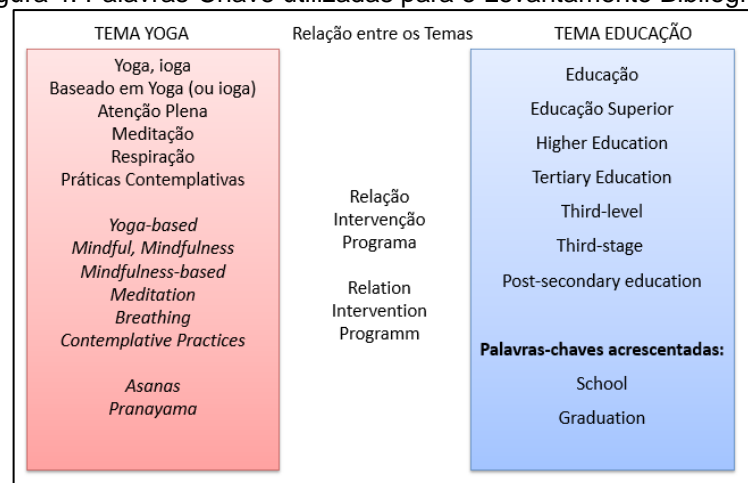 Palavras-Chave utilizadas para o Levantamento
TEMA YOGA
Yoga, ioga
Baseado em Yoga (ou ioga)
Atenção Plena
Meditação
Respiração
Práticas Contemplativas
Yoga-based
Mindful, Mindfulness
Mindfulness-based
Meditation
Breathing
Contemplative Practices
Asanas
Pranayama
Relação entre os Temas
Relação
Intervenção
Programa
Relation
Intervention
Programm
TEMA EDUCAÇÃO
Educação
Educação Superior
Higher Education
Tertiary Education
Third-level
Third-stage
Post-secondary education
Palavras-chaves acrescentadas:
School
Graduation